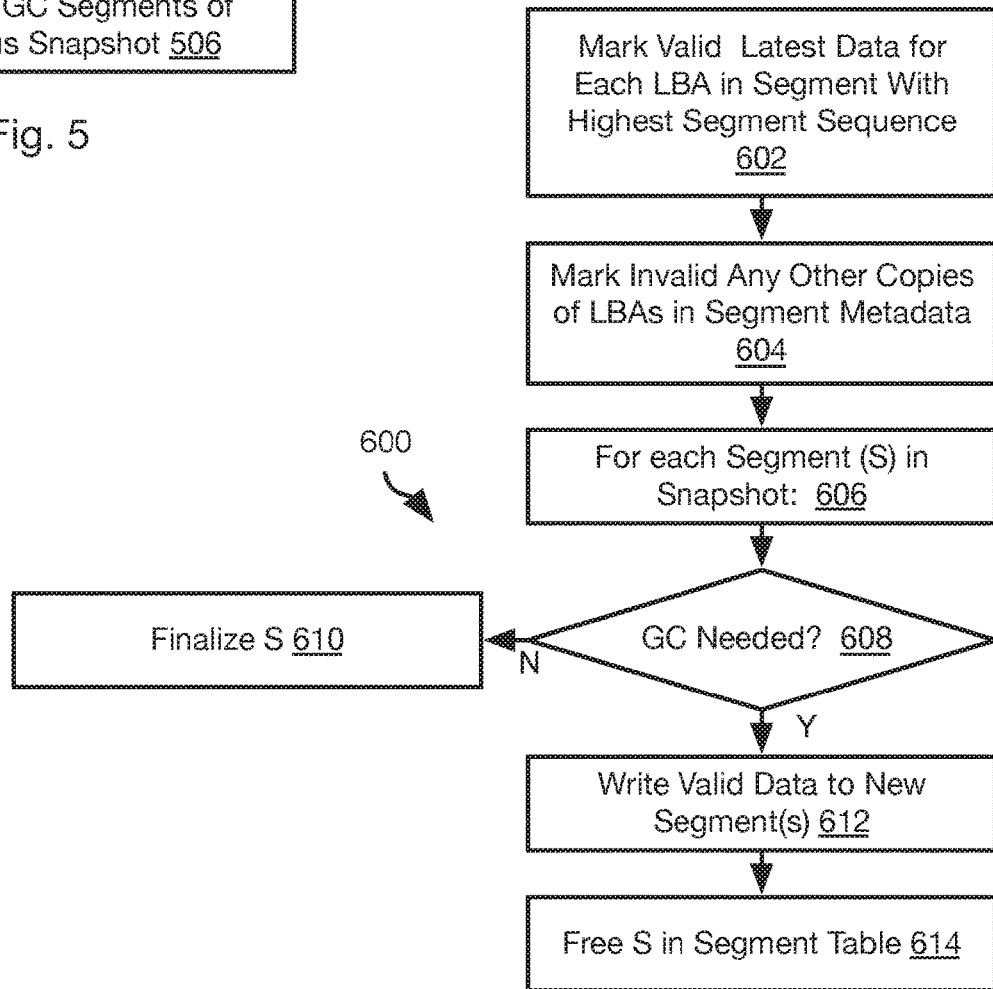 GC Segments of
Snapshot 506
Fig. 5
Mark Valid Latest Data for
Each LBA in Segment With
Highest Segment Sequence
602
Mark Invalid Any Other Copies
of LBAs in Segment Metadata
604
600
For each Segment (S) in
Snapshot: 606
GC Needed? 608
N
Finalize S 610
Y
Write Valid Data to New
Segment(s) 612
Free S in Segment Table 614